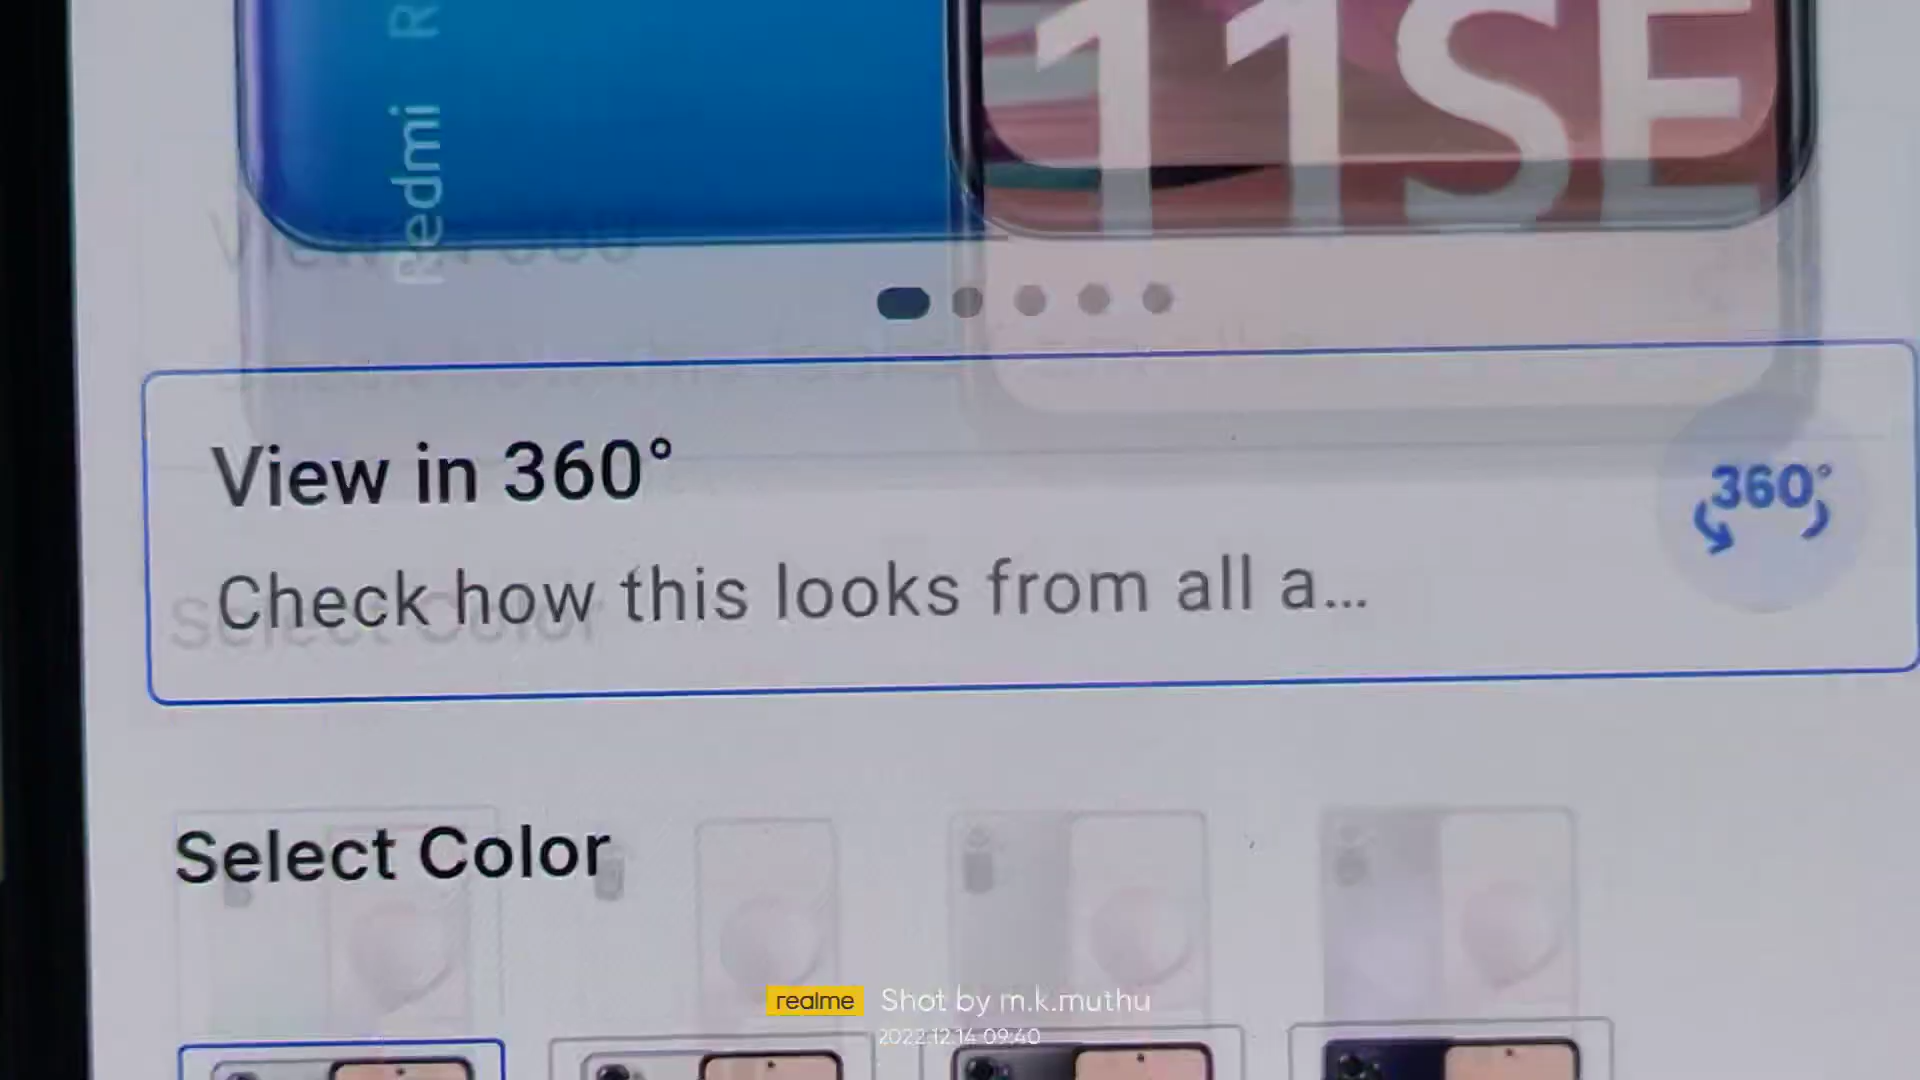 Redmi
11SE
View in 360°
Check how this looks from all a...
360°
Select Color
realme Shot by m.k.muthu
2022.12.14 09:40